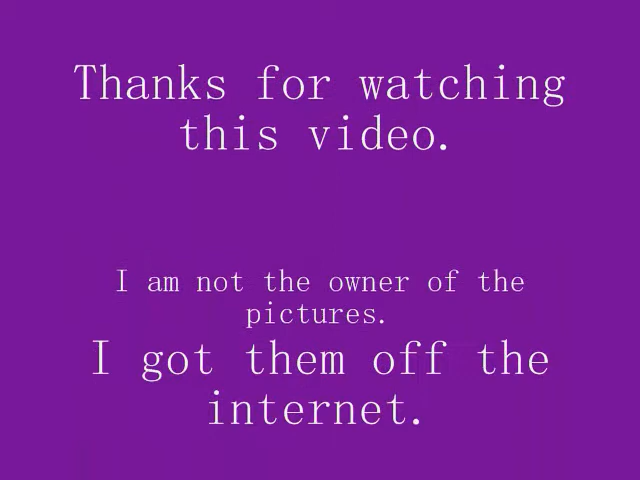 Thanks for watching
this video.
I am not the owner of the
pictures.
I got them off the
internet.